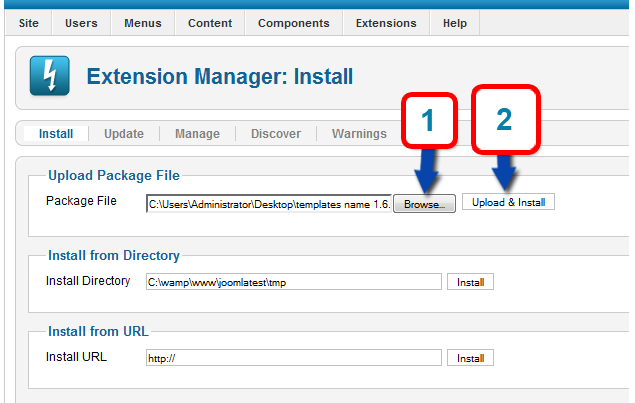 Site Users Menus Content Components Extensions Help
Extension Manager: Install
Install Update Manage Discover Warnings
1 2
Upload Package File
Package File C:\Users\Administrator\Desktop\templates name 1.6. Browse... Upload & Install
Install from Directory
Install Directory C:\wamp\www\joomlatest\tmp Install
Install from URL
Install URL http:// Install